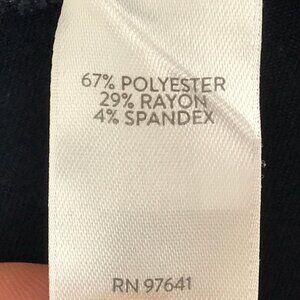 67% POLYESTER
29% RAYON
4% SPANDEX
RN 97641